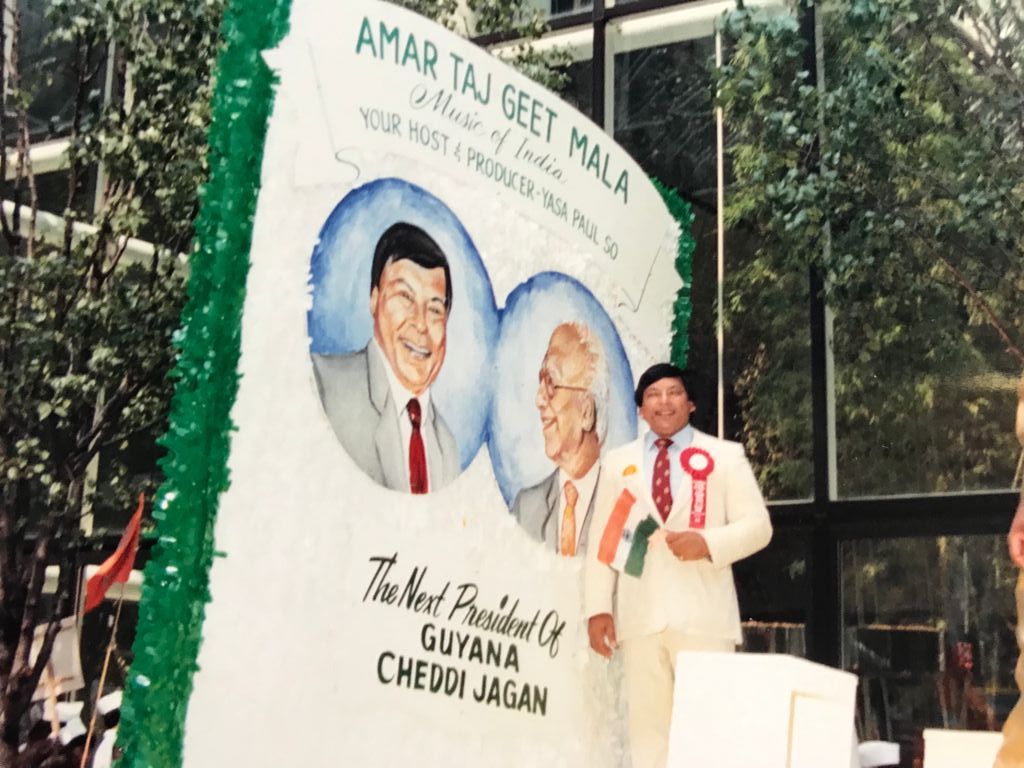 AMAR TAJ GEET MALA
Music of India
YOUR HOST & PRODUCER-YASA PAUL SO
The Next President Of
GUYANA
CHEDDI JAGAN